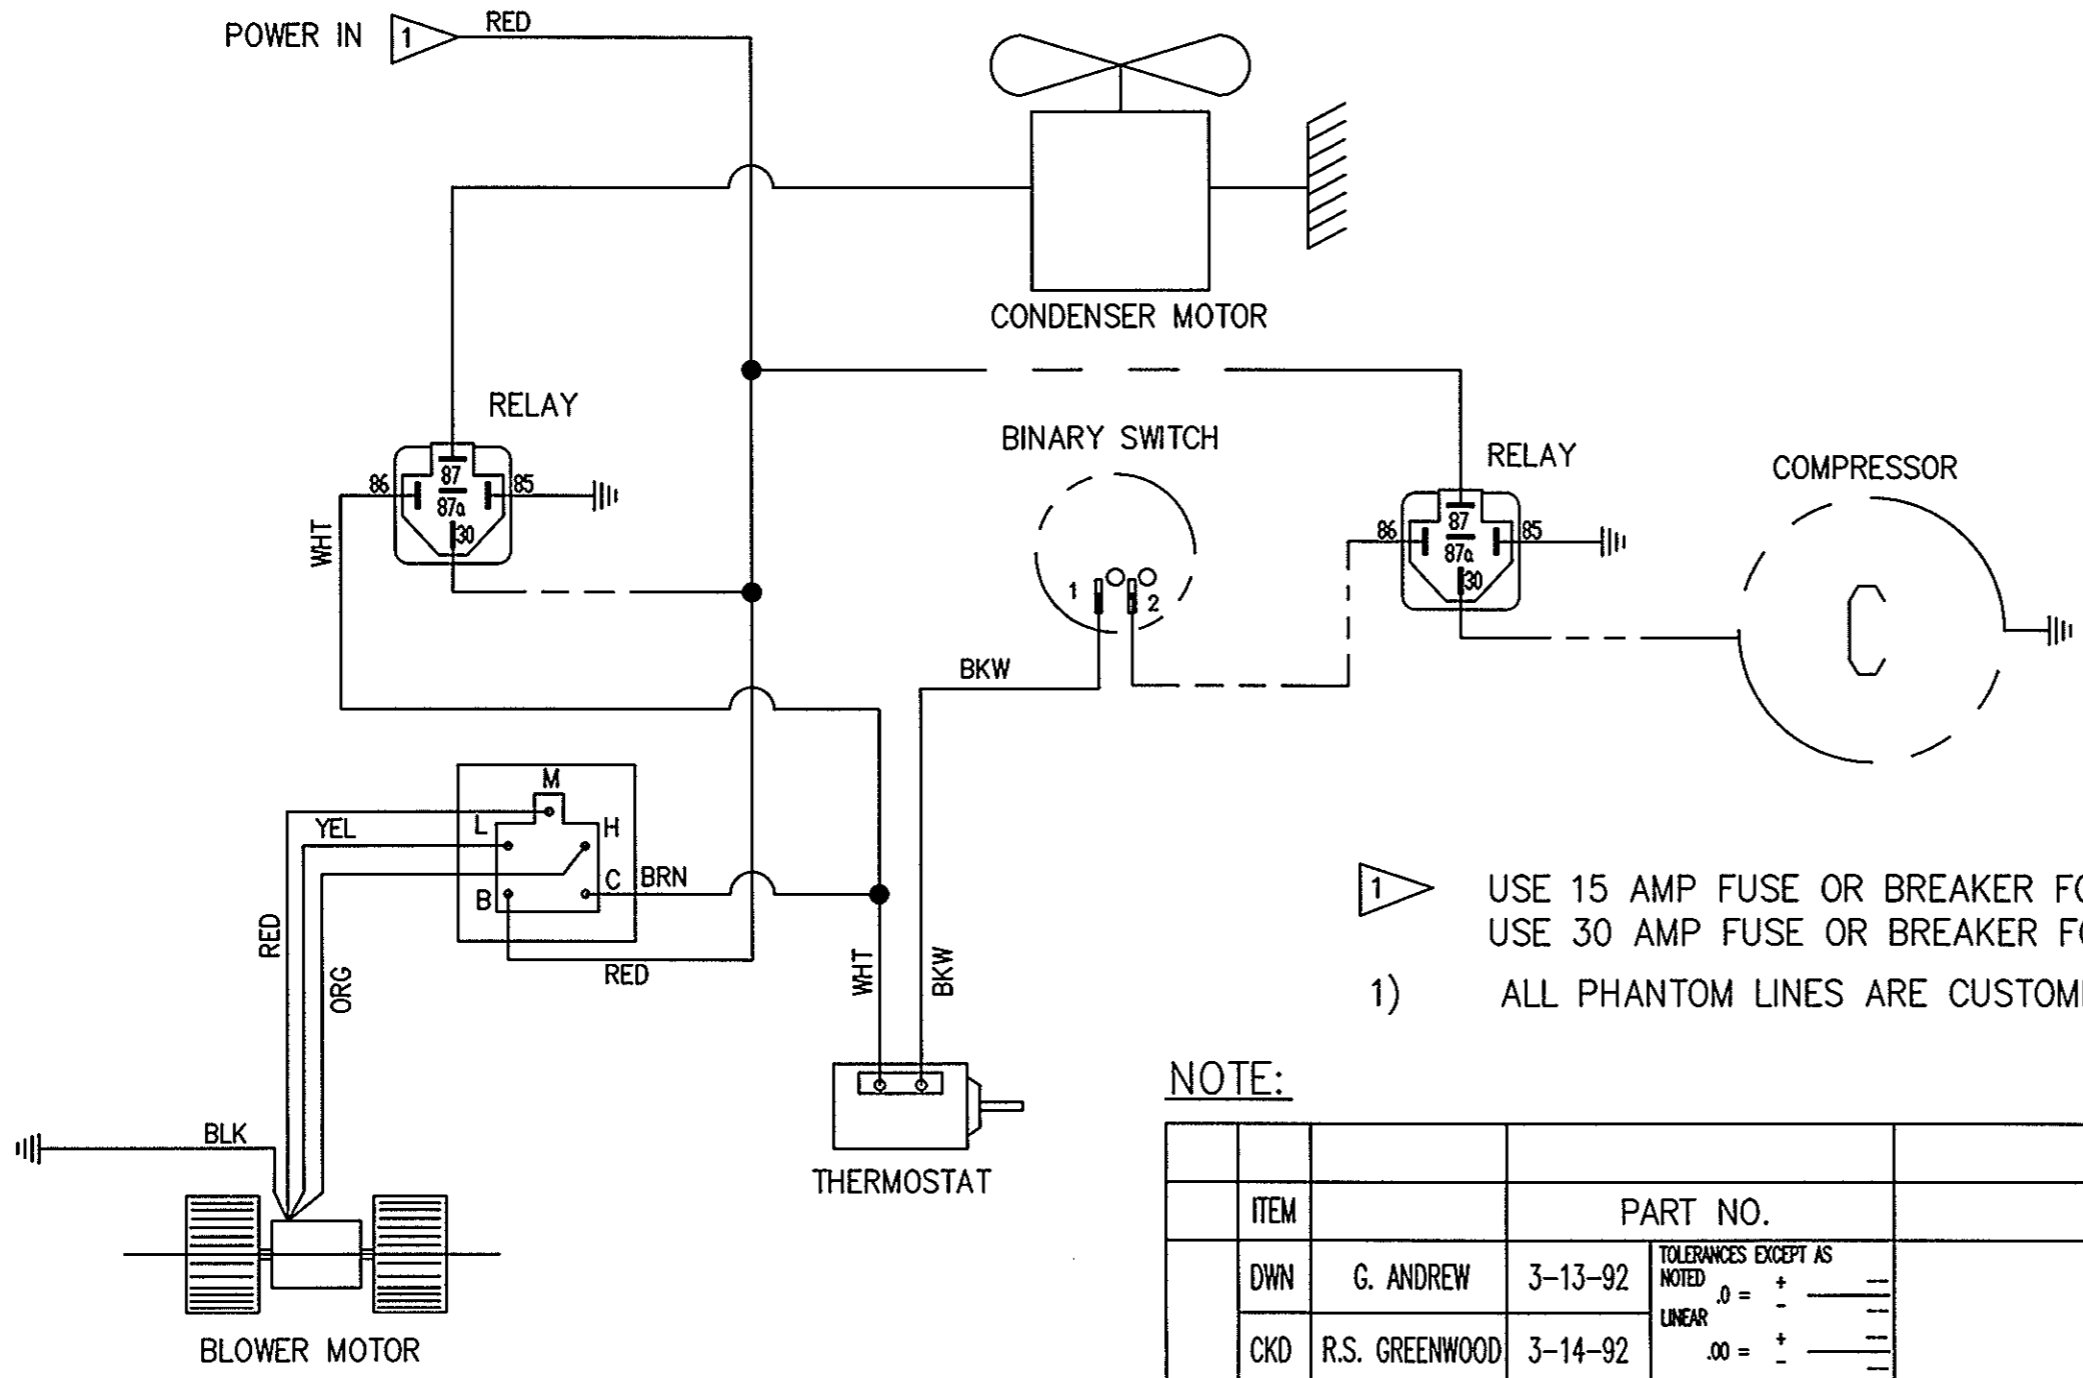 POWER IN 1 RED
CONDENSER MOTOR
RELAY
86 87 85
87a
30
WHT
BINARY SWITCH
1 2
RELAY
86 87 85
87a
30
COMPRESSOR
C
BKW
M
L H
YEL
B C BRN
RED
ORG
RED
WHT
BKW
THERMOSTAT
BLK
BLOWER MOTOR
1 USE 15 AMP FUSE OR BREAKER
USE 30 AMP FUSE OR BREAKER
1) ALL PHANTOM LINES ARE
NOTE:
ITEM PART NO.
DWN G. ANDREW 3-13-92
CKD R.S. GREENWOOD 3-14-92
TOLERANCES EXCEPT AS
NOTED
.0 = + -- - --
LINEAR
.00 = + -- - --